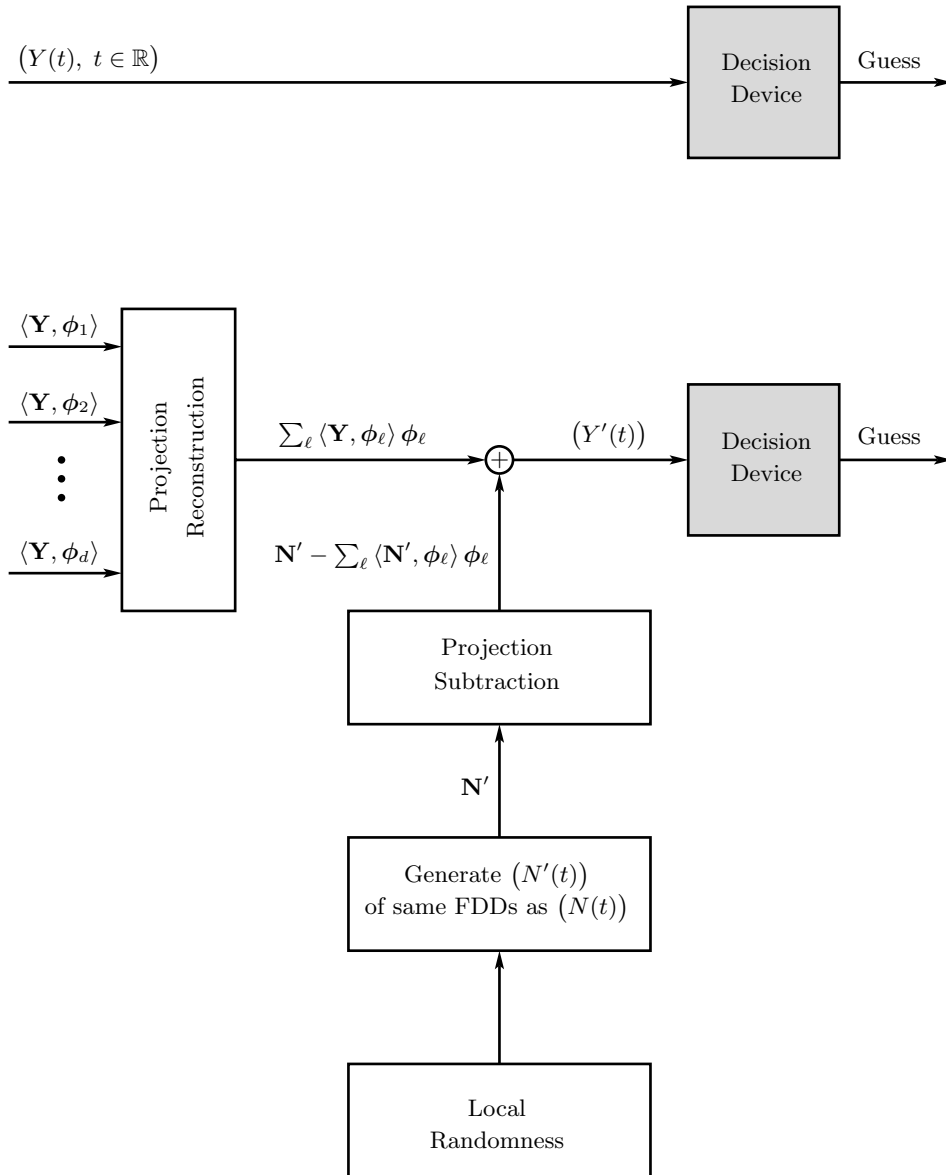 (Y(t), t ∈ ℝ)
Decision
Device
Guess
⟨Y, ϕ₁⟩
⟨Y, ϕ₂⟩
⟨Y, ϕ_d⟩
Projection
Reconstruction
∑_ℓ ⟨Y, ϕ_ℓ⟩ ϕ_ℓ
+
(Y′(t))
Decision
Device
Guess
N′ − ∑_ℓ ⟨N′, ϕ_ℓ⟩ ϕ_ℓ
Projection
Subtraction
N′
Generate (N′(t))
of same FDDs as (N(t))
Local
Randomness